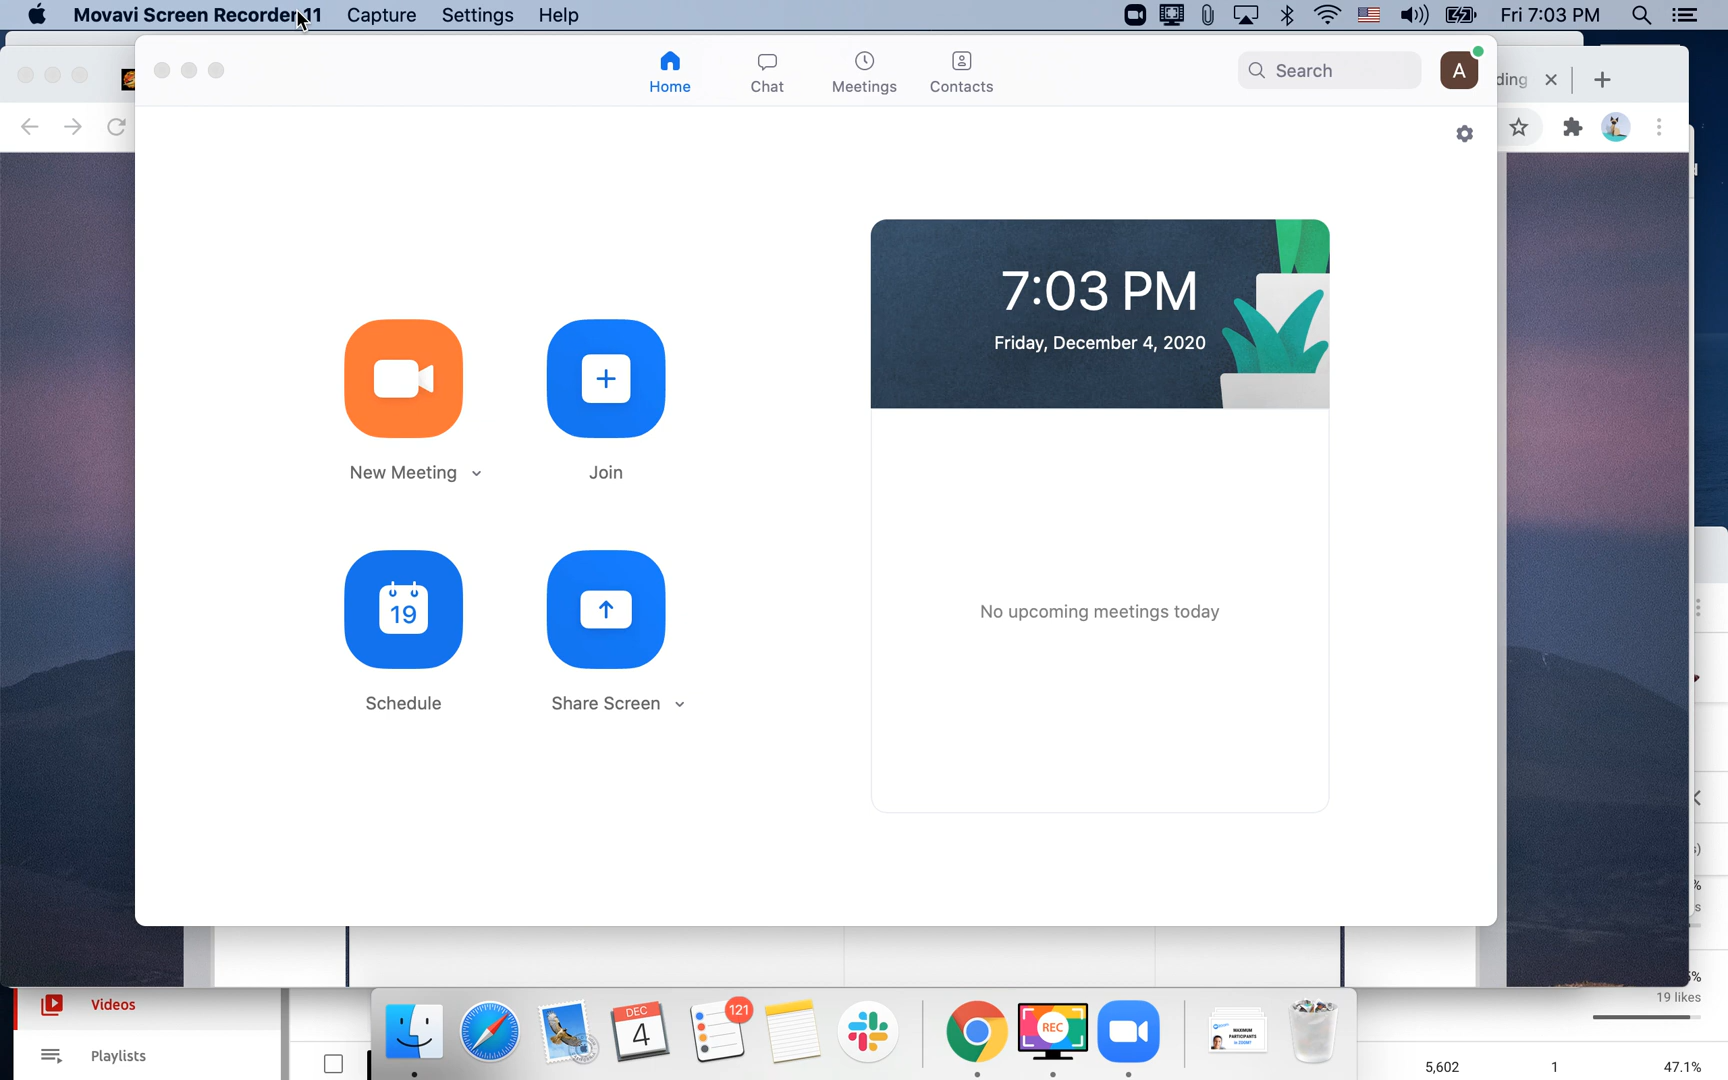 Movavi Screen Recorder 11 Capture Settings Help Fri 7:03 PM
Home Chat Meetings Contacts Search A ding
7:03 PM
Friday, December 4, 2020
New Meeting Join
19
No upcoming meetings today
Schedule Share Screen
%
s
%
19 likes
Videos
Playlists
DEC
4
121
REC
MAXIMUM
PARTICIPANTS
5,602 1 47.1%